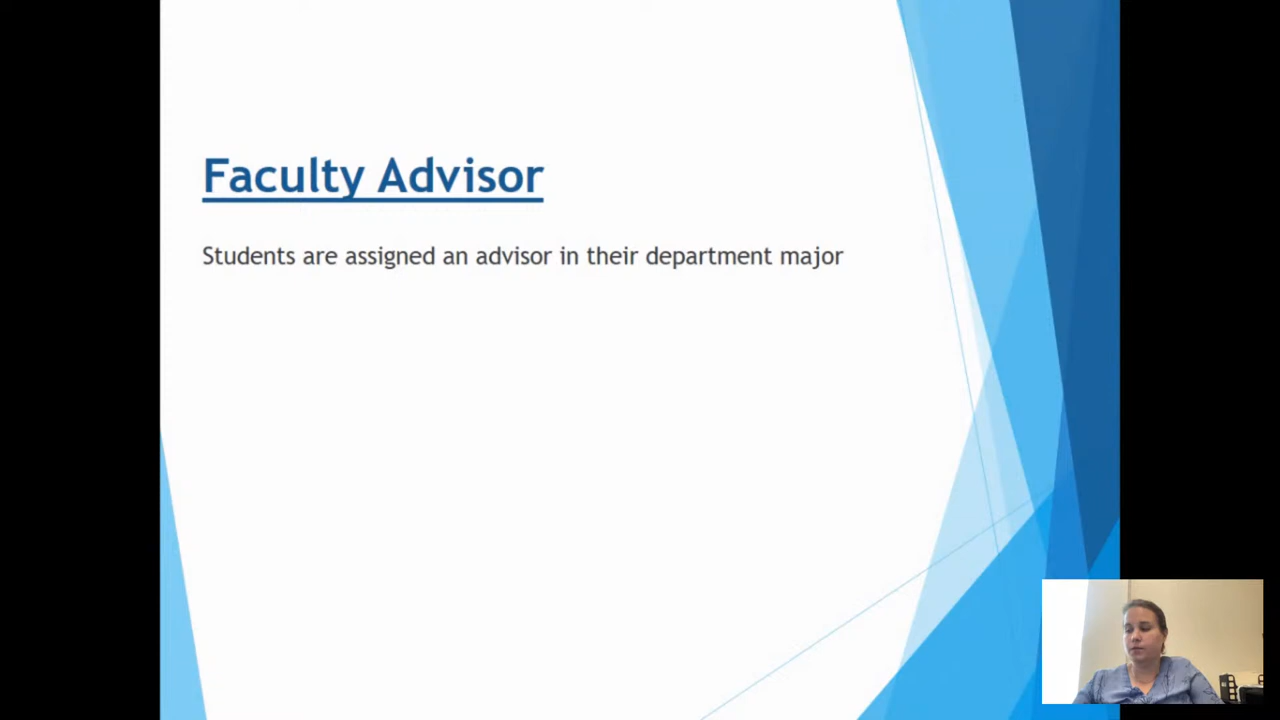 Faculty Advisor
Students are assigned an advisor in their department major